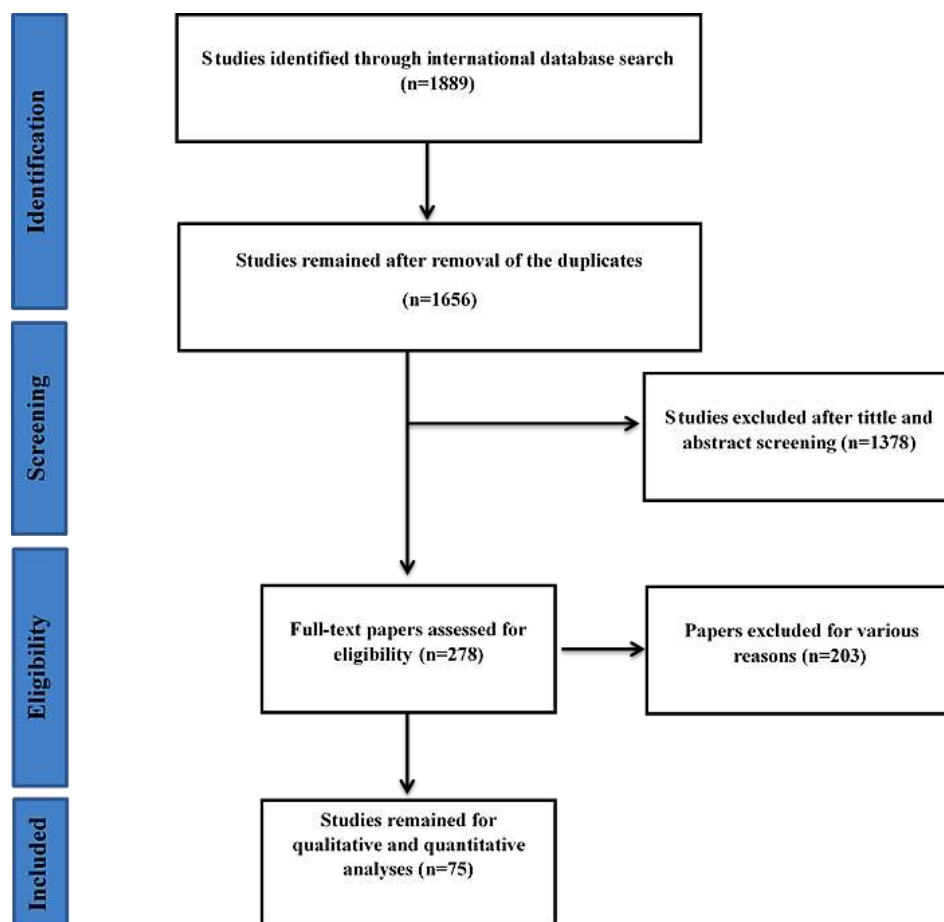 Identification
Studies identified through international database search
(n=1889)
Studies remained after removal of the duplicates
(n=1656)
Screening
Studies excluded after tittle and
abstract screening (n=1378)
Eligibility
Full-text papers assessed for
eligibility (n=278)
Papers excluded for various
reasons (n=203)
Included
Studies remained for
qualitative and quantitative
analyses (n=75)